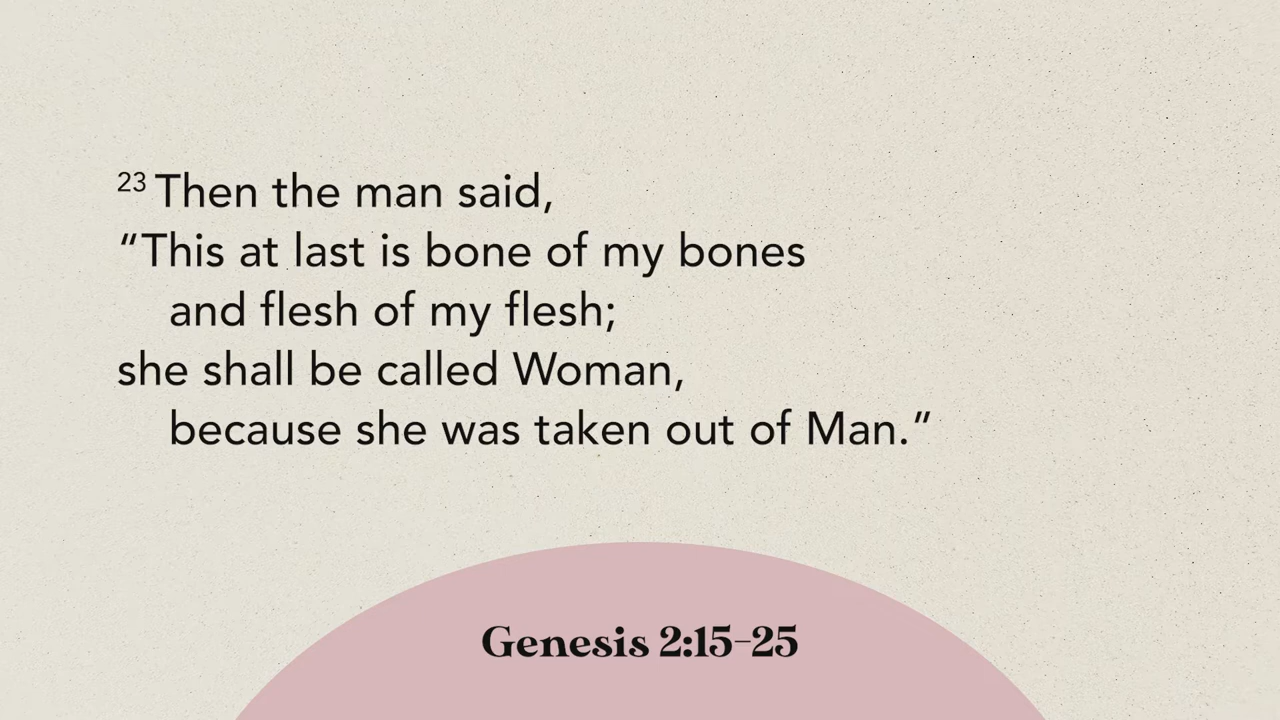 23 Then the man said,
“This at last is bone of my bones
and flesh of my flesh;
she shall be called Woman,
because she was taken out of Man.”
Genesis 2:15–25